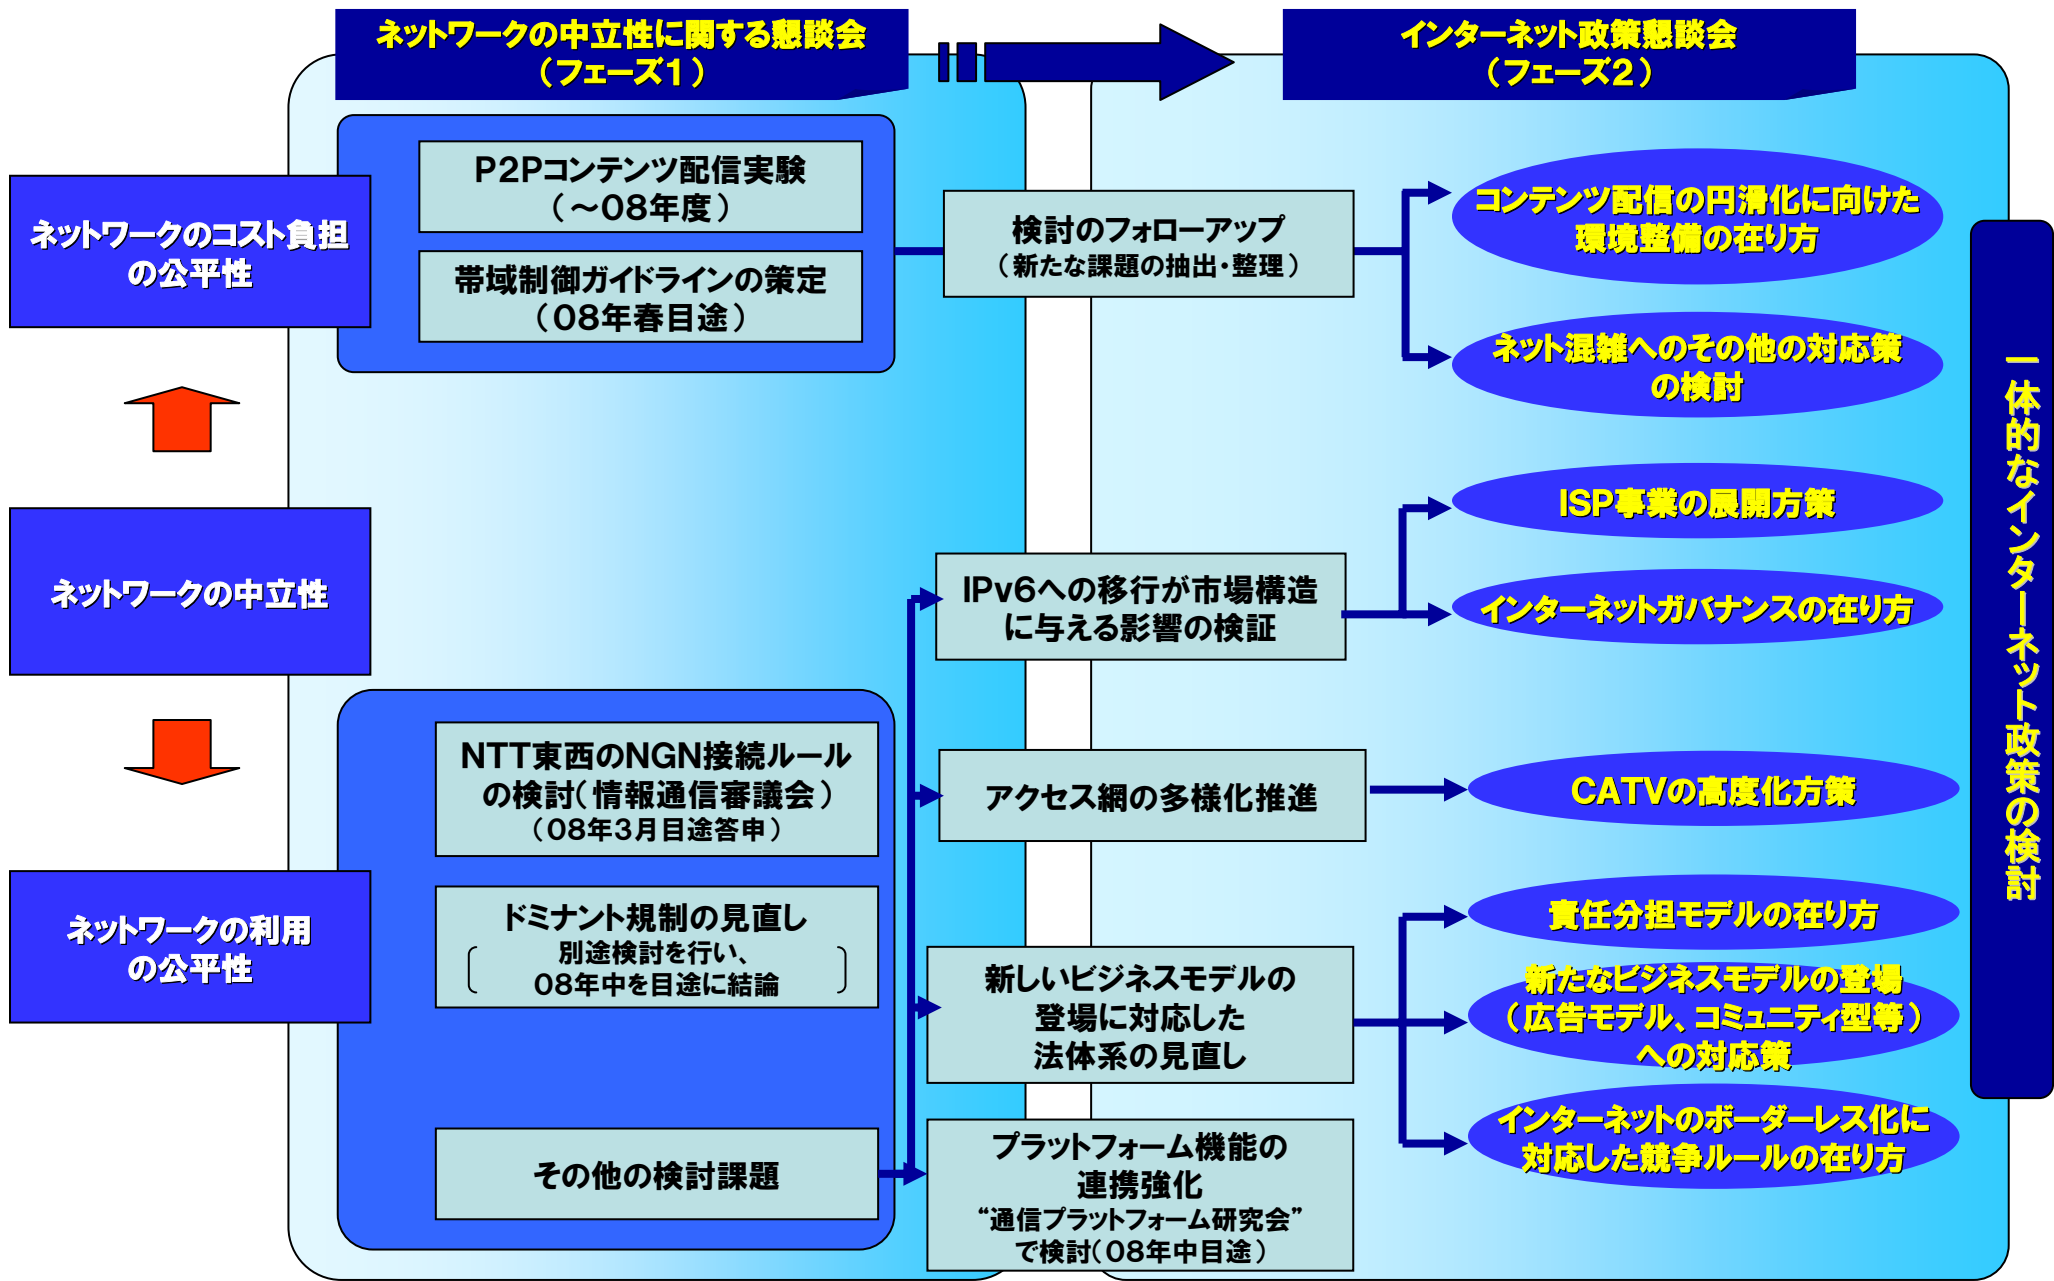 ネットワークの中立性に関する懇談会
（フェーズ１）
インターネット政策懇談会
（フェーズ２）
ネットワークのコスト負担
の公平性
ネットワークの中立性
ネットワークの利用
の公平性
P2Pコンテンツ配信実験
（～08年度）
帯域制御ガイドラインの策定
（08年春目途）
NTT東西のNGN接続ルール
の検討（情報通信審議会）
（08年3月目途答申）
ドミナント規制の見直し
別途検討を行い、
08年中を目途に結論
その他の検討課題
検討のフォローアップ
（新たな課題の抽出・整理）
IPv6への移行が市場構造
に与える影響の検証
アクセス網の多様化推進
新しいビジネスモデルの
登場に対応した
法体系の見直し
プラットフォーム機能の
連携強化
“通信プラットフォーム研究会”
で検討（08年中目途）
コンテンツ配信の円滑化に向けた
環境整備の在り方
ネット混雑へのその他の対応策
の検討
ISP事業の展開方策
インターネットガバナンスの在り方
CATVの高度化方策
責任分担モデルの在り方
新たなビジネスモデルの登場
（広告モデル、コミュニティ型等）
への対応策
インターネットのボーダーレス化に
対応した競争ルールの在り方
一体的なインターネット政策の検討